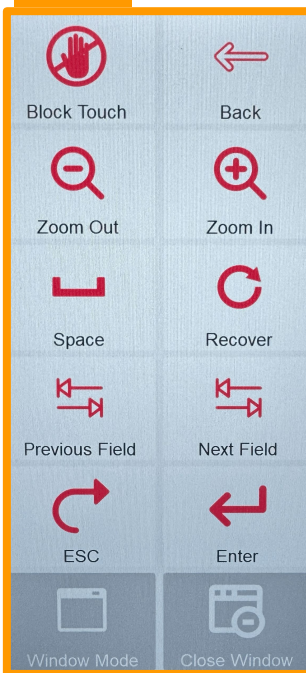 Block Touch
Back
Zoom Out
Zoom In
Space
Recover
Previous Field
Next Field
ESC
Enter
Window Mode
Close Window